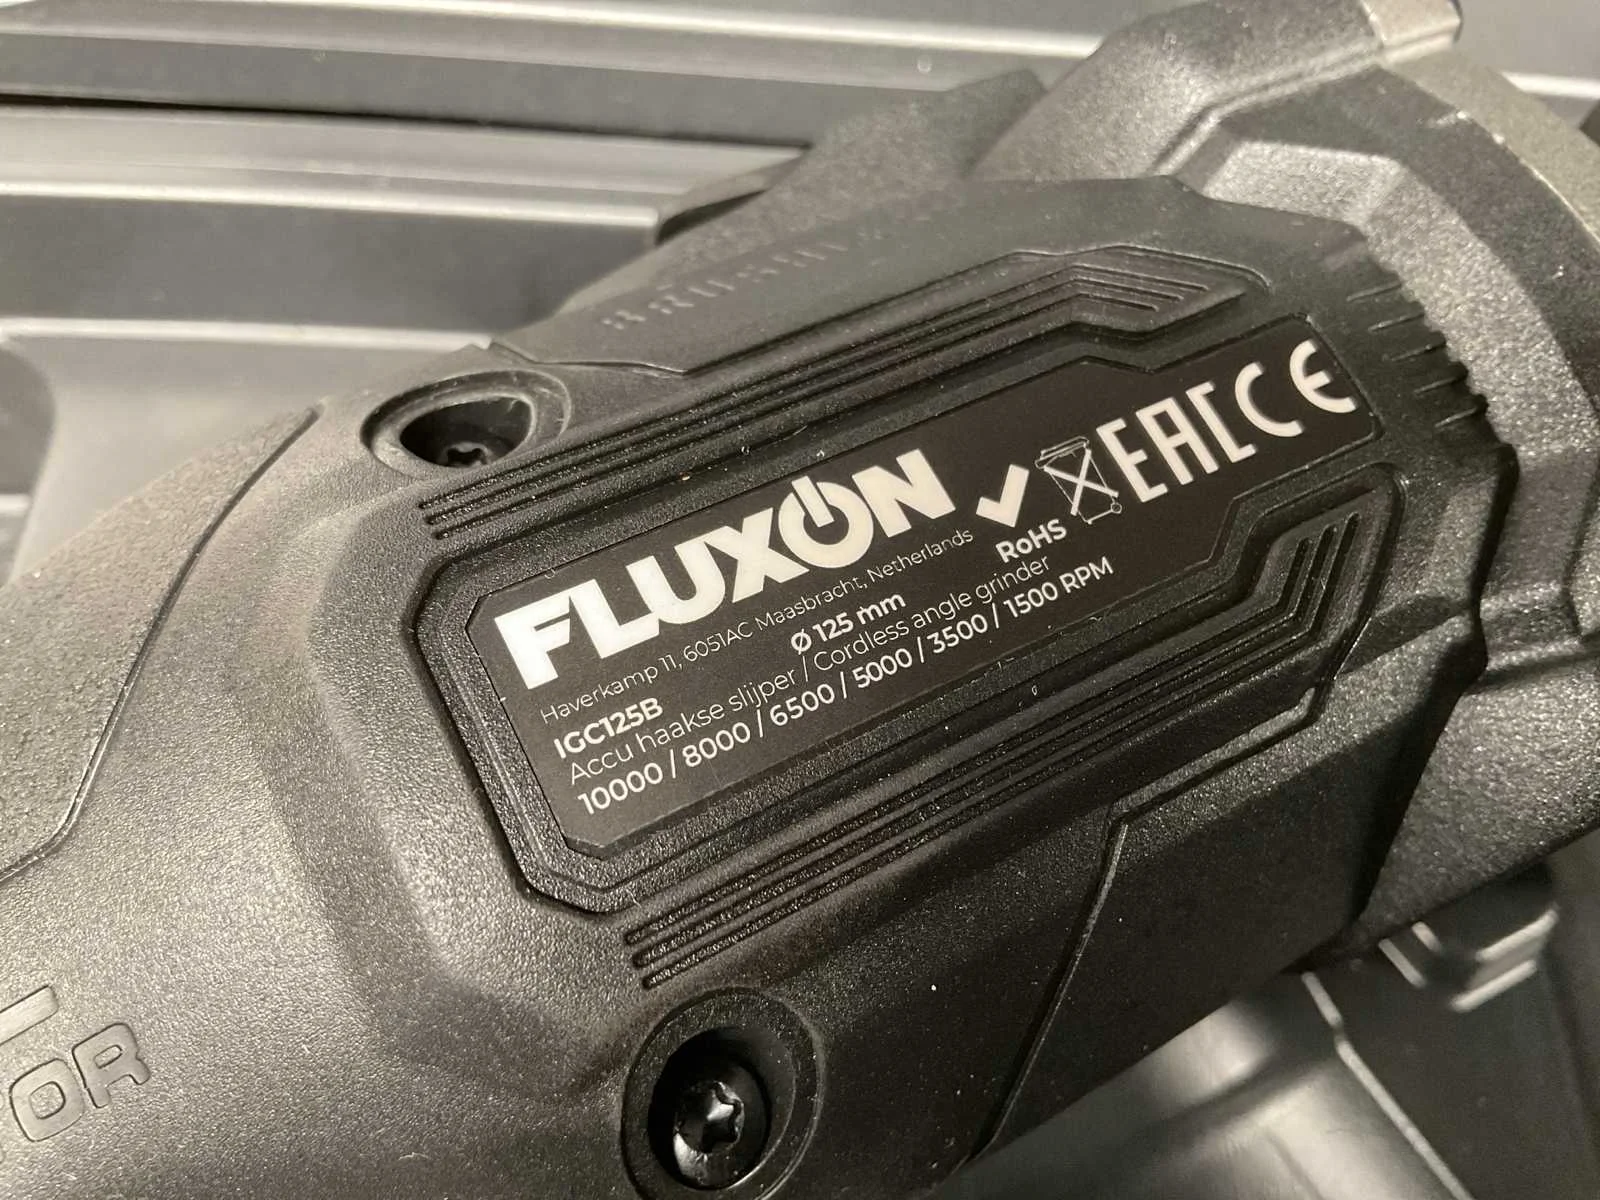 FLUXON
Haverkamp 11, 6051AC Maasbracht, Netherlands
RoHS
EAC CE
Ø 125 mm
IGC125B
Accu haakse slijper / Cordless angle grinder
10000 / 8000 / 6500 / 5000 / 3500 / 1500 RPM
TOR